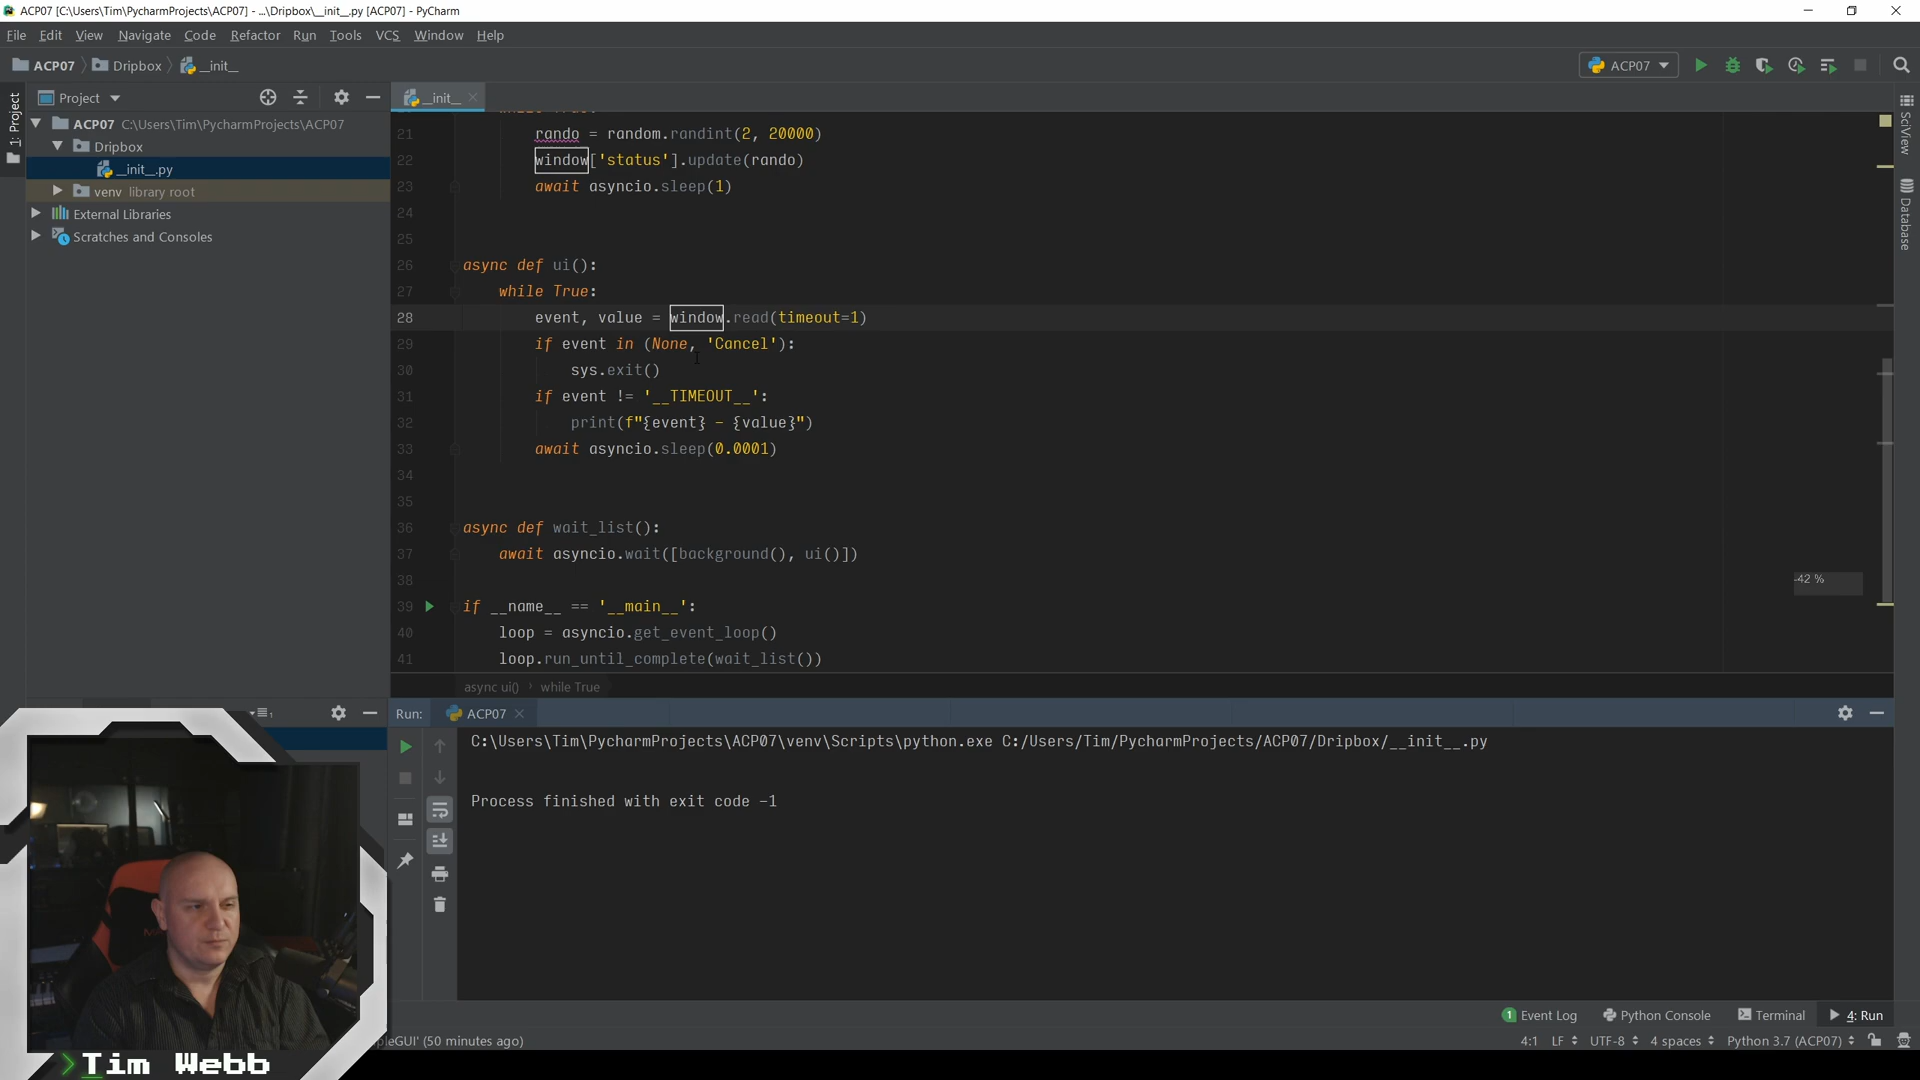 ACP07 [C:\Users\Tim\PycharmProjects\ACP07] - ...\Dripbox\__init__.py [ACP07] - PyCharm
File Edit View Navigate Code Refactor Run Tools VCS Window Help
ACP07 Dripbox __init__
ACP07
1: Project
Project
ACP07 C:\Users\Tim\PycharmProjects\ACP07
Dripbox
__init__.py
venv library root
External Libraries
Scratches and Consoles
__init__
21 rando = random.randint(2, 20000)
22 window['status'].update(rando)
23 await asyncio.sleep(1)
24
25
26 async def ui():
27 while True:
28 event, value = window.read(timeout=1)
29 if event in (None, 'Cancel'):
30 sys.exit()
31 if event != '__TIMEOUT__':
32 print(f"{event} - {value}")
33 await asyncio.sleep(0.0001)
34
35
36 async def wait_list():
37 await asyncio.wait([background(), ui()])
38
39 if __name__ == '__main__':
40 loop = asyncio.get_event_loop()
41 loop.run_until_complete(wait_list())
async ui() › while True
-42 %
SciView
Database
Run: ACP07
C:\Users\Tim\PycharmProjects\ACP07\venv\Scripts\python.exe C:/Users/Tim/PycharmProjects/ACP07/Dripbox/__init__.py
Process finished with exit code -1
1 Event Log Python Console Terminal 4: Run
pleGUI' (50 minutes ago)
4:1 LF UTF-8 4 spaces Python 3.7 (ACP07)
>Tim Webb